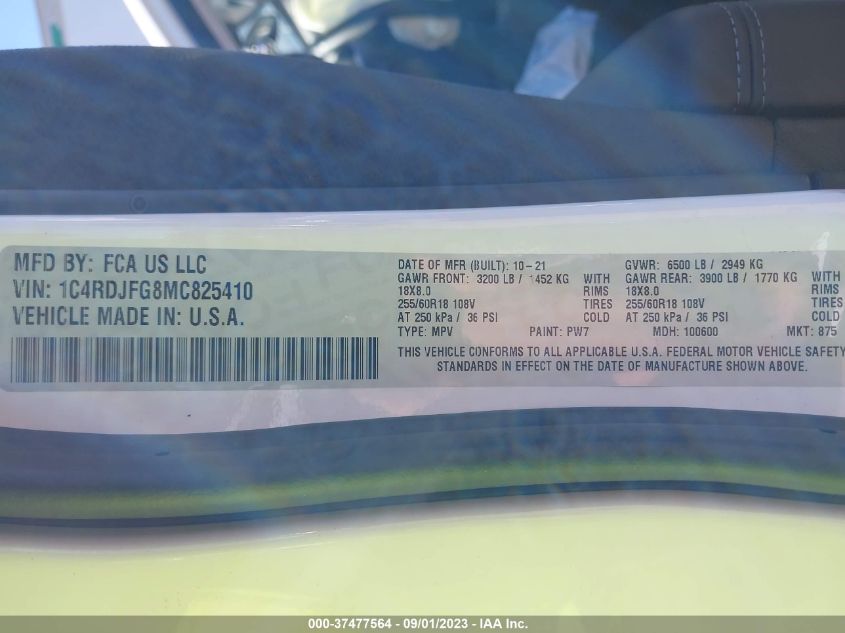 MFD BY: FCA US LLC
VIN: 1C4RDJFG8MC825410
VEHICLE MADE IN: U.S.A.
DATE OF MFR (BUILT): 10-21
GAWR FRONT: 3200 LB / 1452 KG WITH
18X8.0 RIMS
255/60R18 108V TIRES
AT 250 kPa / 36 PSI COLD
TYPE: MPV PAINT: PW7 MDH: 100600 MKT: 875
GVWR: 6500 LB / 2949 KG
GAWR REAR: 3900 LB / 1770 KG WITH
18X8.0 RIMS
255/60R18 108V TIRES
AT 250 kPa / 36 PSI COLD
THIS VEHICLE CONFORMS TO ALL APPLICABLE U.S.A. FEDERAL MOTOR VEHICLE SAFETY
STANDARDS IN EFFECT ON THE DATE OF MANUFACTURE SHOWN ABOVE.
000-37477564 - 09/01/2023 - IAA Inc.